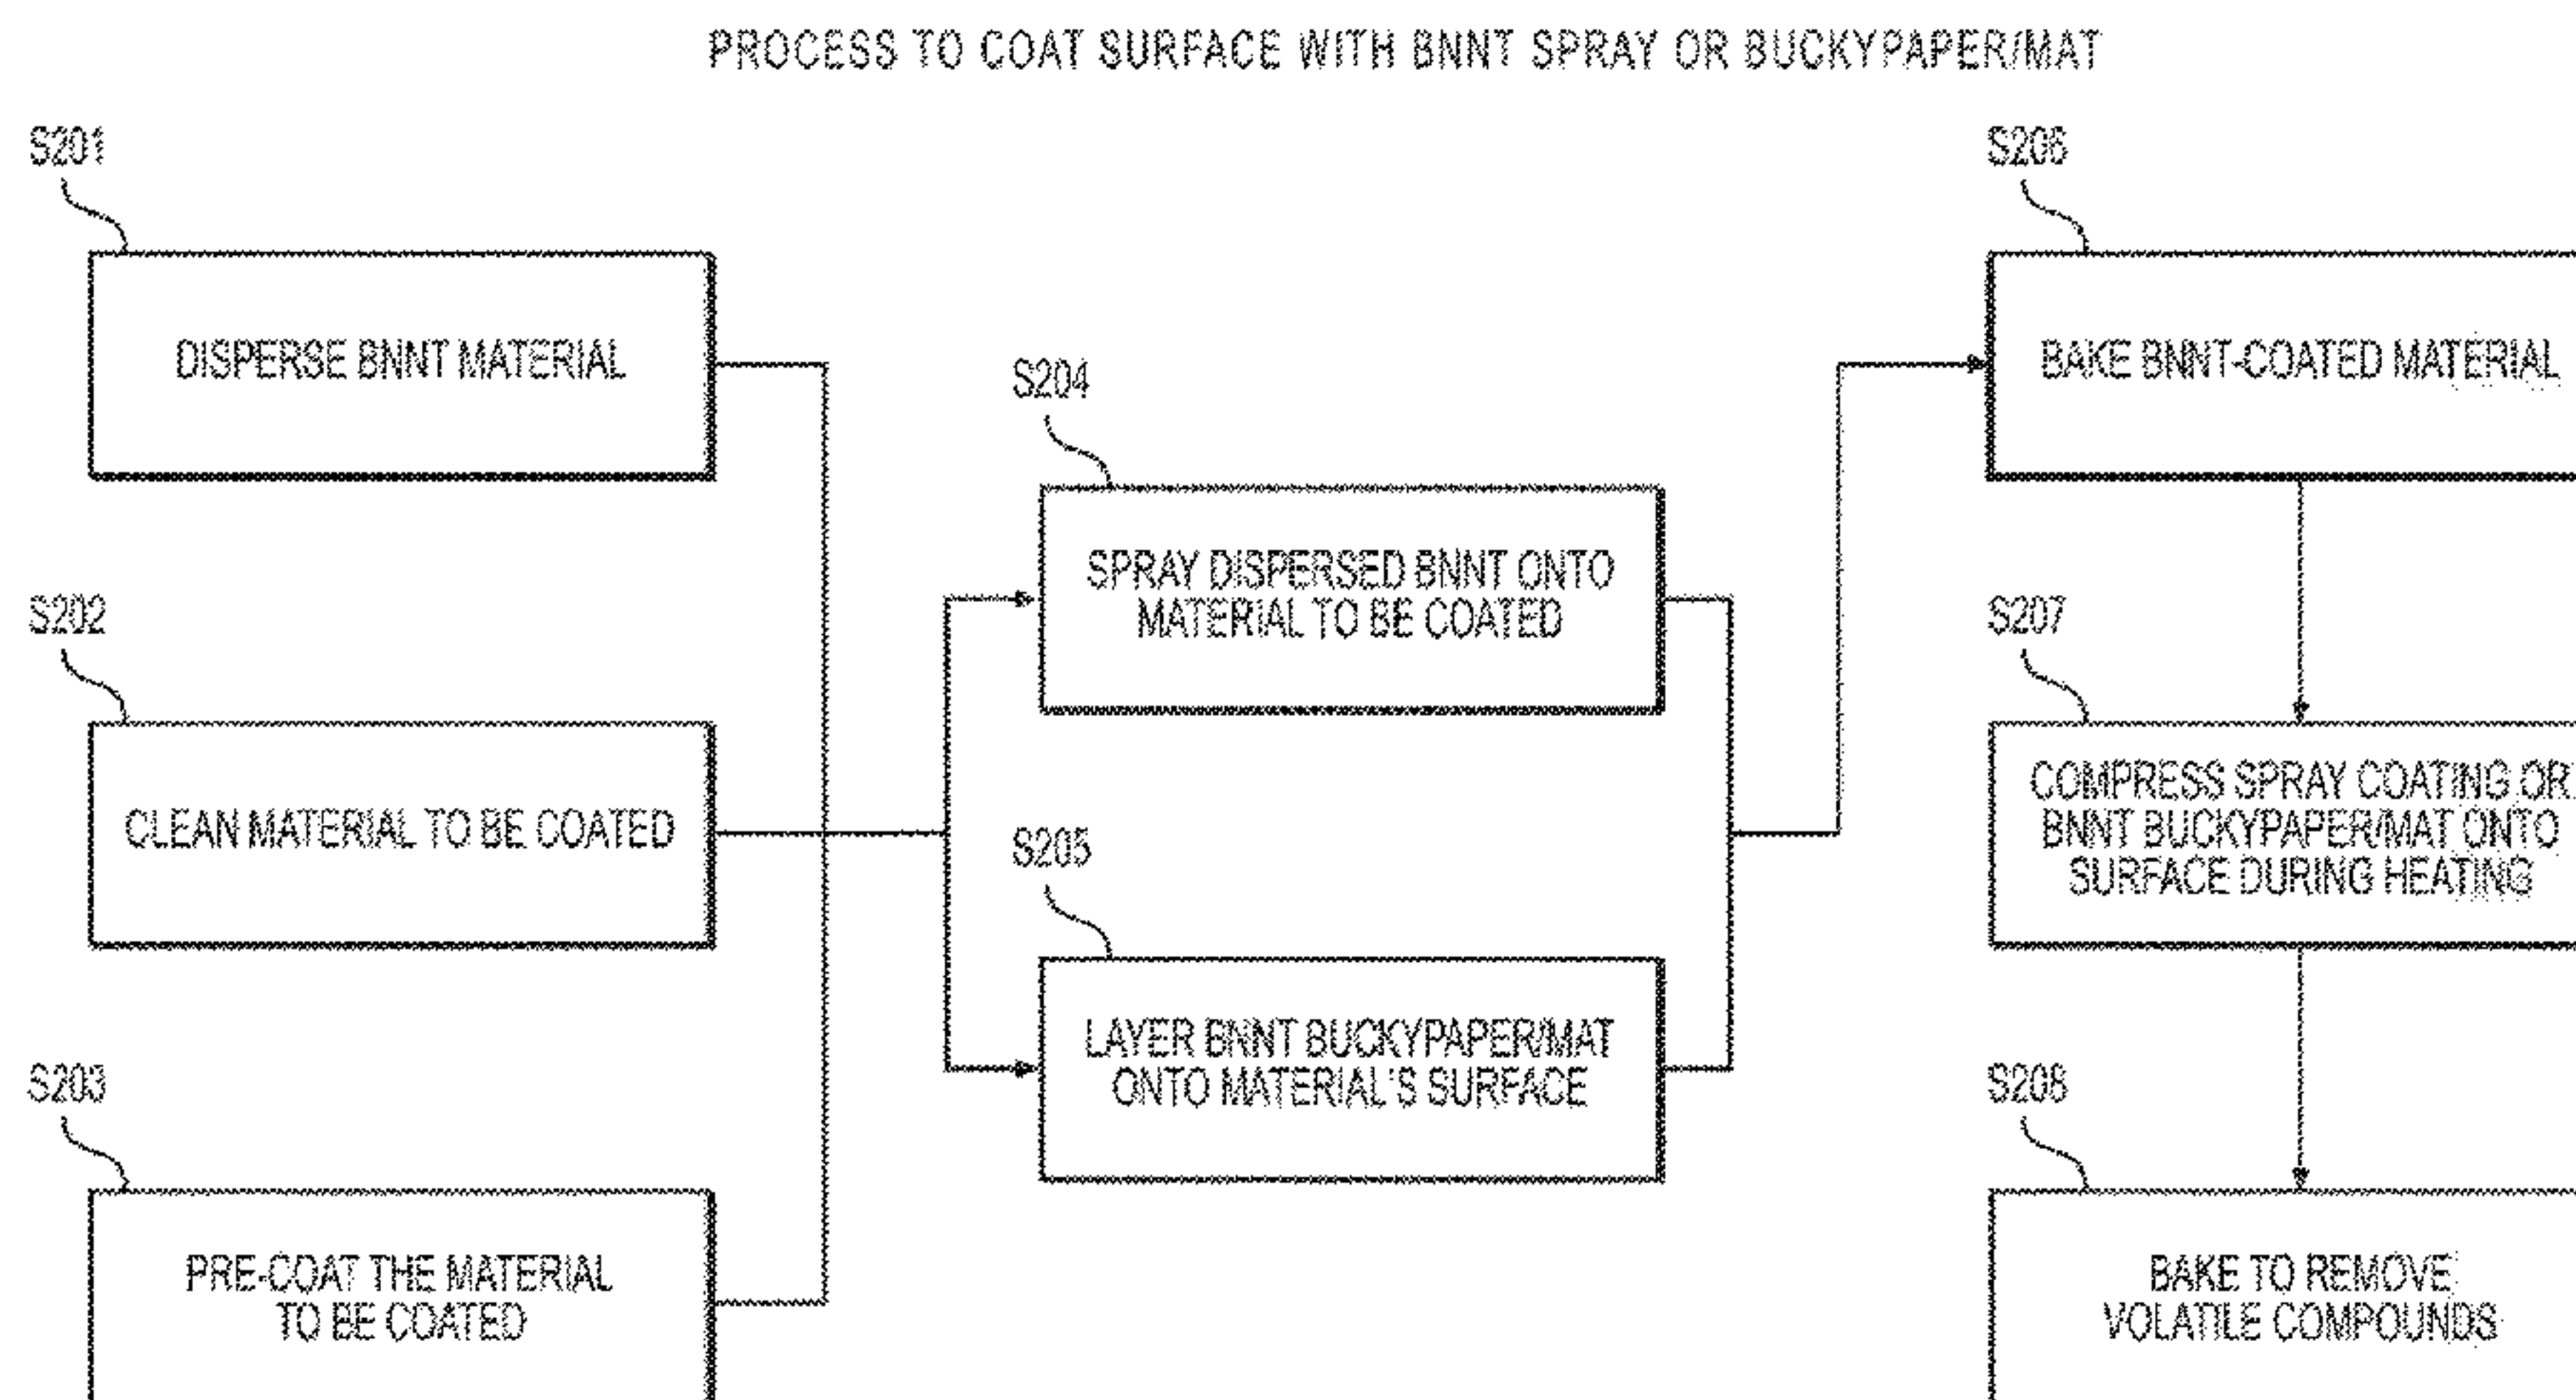 PROCESS TO COAT SURFACE WITH BNNT SPRAY OR BUCKYPAPER/MAT
S201
DISPERSE BNNT MATERIAL
S202
CLEAN MATERIAL TO BE COATED
S203
PRE-COAT THE MATERIAL
TO BE COATED
S204
SPRAY DISPERSED BNNT ONTO
MATERIAL TO BE COATED
S205
LAYER BNNT BUCKYPAPER/MAT
ONTO MATERIAL'S SURFACE
S206
BAKE BNNT-COATED MATERIAL
S207
COMPRESS SPRAY COATING OR
BNNT BUCKYPAPER/MAT ONTO
SURFACE DURING HEATING
S208
BAKE TO REMOVE
VOLATILE COMPOUNDS